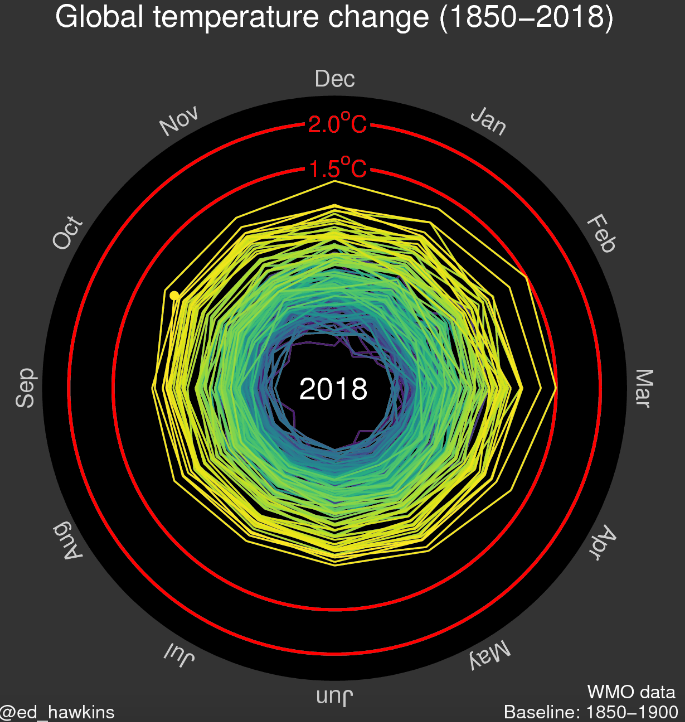 Global temperature change (1850–2018)
Dec
Nov
Jan
2.0°C
1.5°C
Oct
Feb
Sep
2018
Mar
Aug
Apr
Jul
May
Jun
WMO data
@ed_hawkins
Baseline: 1850–1900